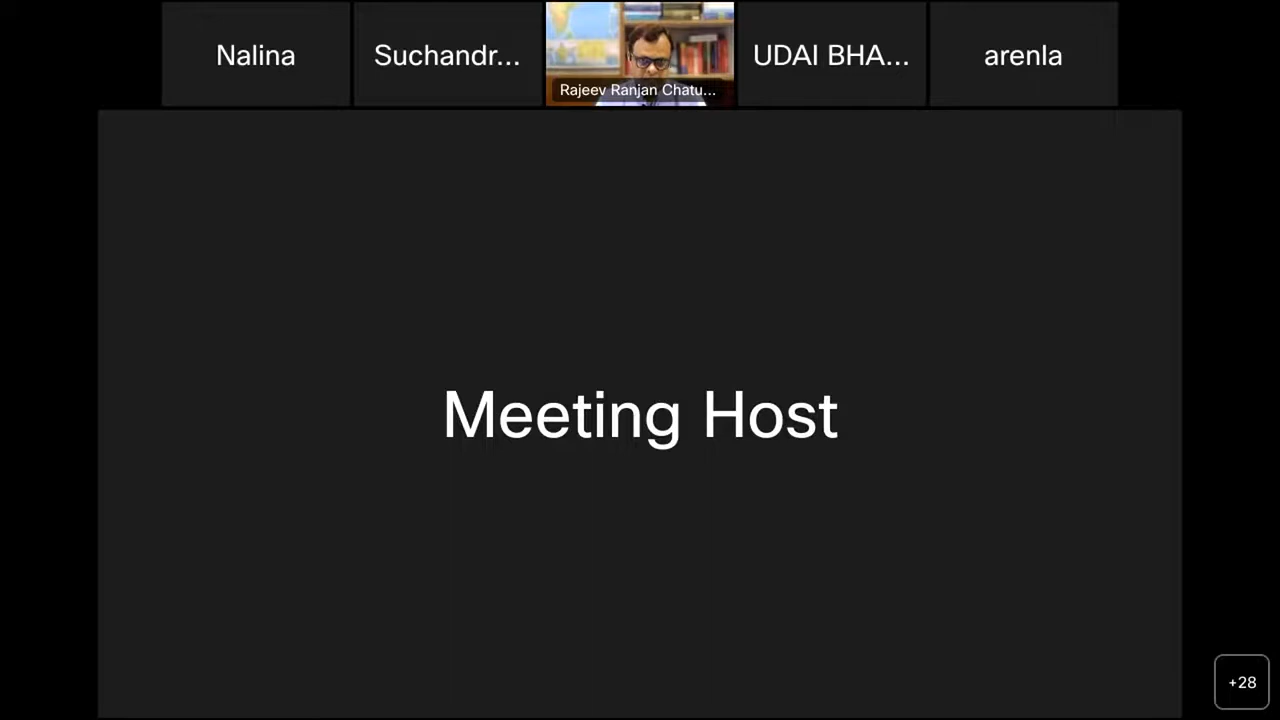 Nalina
Suchandr...
Rajeev Ranjan Chatu...
UDAI BHA...
arenla
Meeting Host
+28